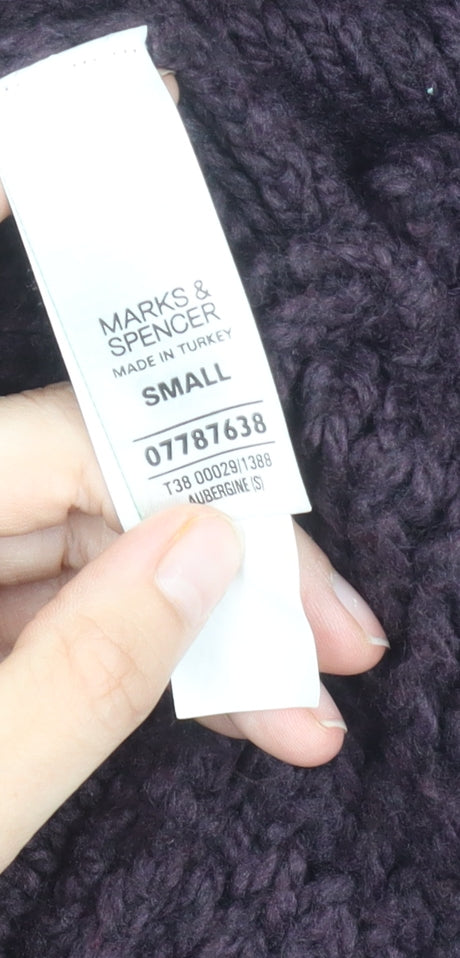 MARKS &
SPENCER
MADE IN TURKEY
SMALL
07787638
T38 00029/1388
AUBERGINE (S)